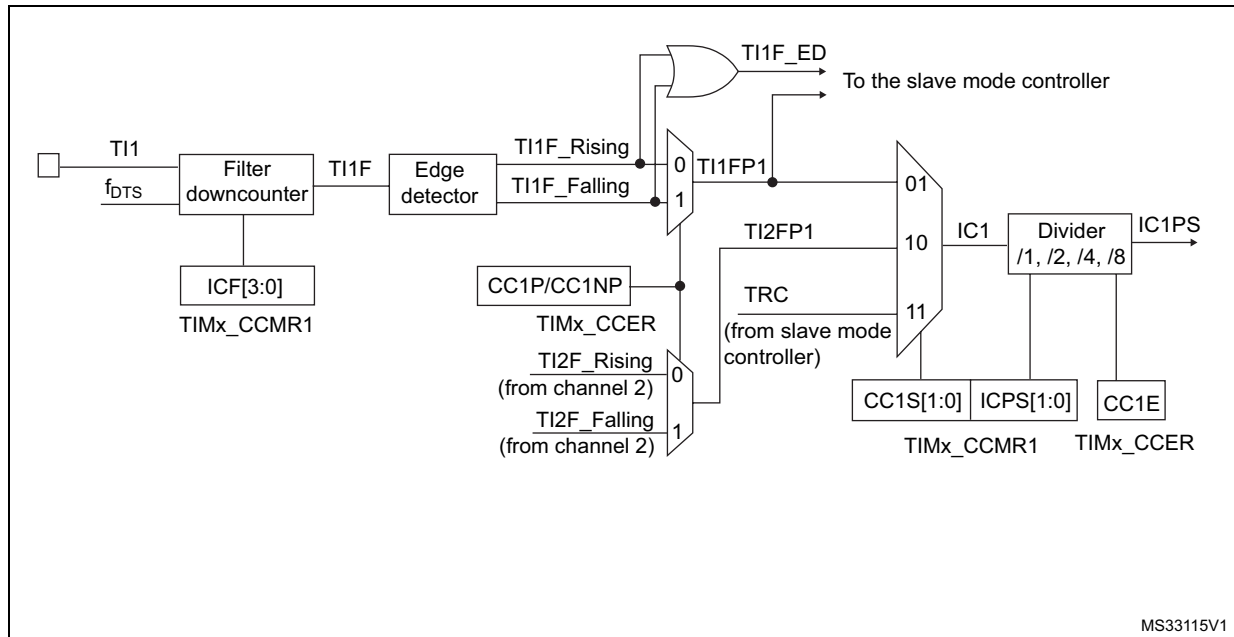 TI1F_ED
To the slave mode controller
TI1
fDTS
Filter
downcounter
TI1F
Edge
detector
TI1F_Rising
TI1F_Falling
0
1
TI1FP1
01
10
11
TI2FP1
TRC
(from slave mode
controller)
IC1
Divider
/1, /2, /4, /8
IC1PS
ICF[3:0]
TIMx_CCMR1
CC1P/CC1NP
TIMx_CCER
TI2F_Rising
(from channel 2)
TI2F_Falling
(from channel 2)
0
1
CC1S[1:0]
ICPS[1:0]
TIMx_CCMR1
CC1E
TIMx_CCER
MS33115V1